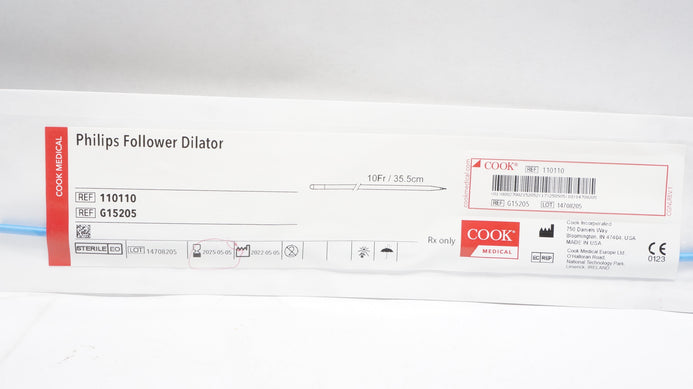 COOK MEDICAL
Philips Follower Dilator
REF 110110
REF G15205
10Fr / 35.5cm
STERILE EO LOT 14708205 2025-05-05 2022-05-05
Rx only
COOK® REF 110110
cookmedical.com
REF G15205 LOT 14708205
COOK® MEDICAL
Cook Incorporated
750 Daniels Way
Bloomington, IN 47404, USA
MADE IN USA
EC REP
Cook Medical Europe Ltd.
O'Halloran Road,
National Technology Park,
Limerick, IRELAND
CE
0123